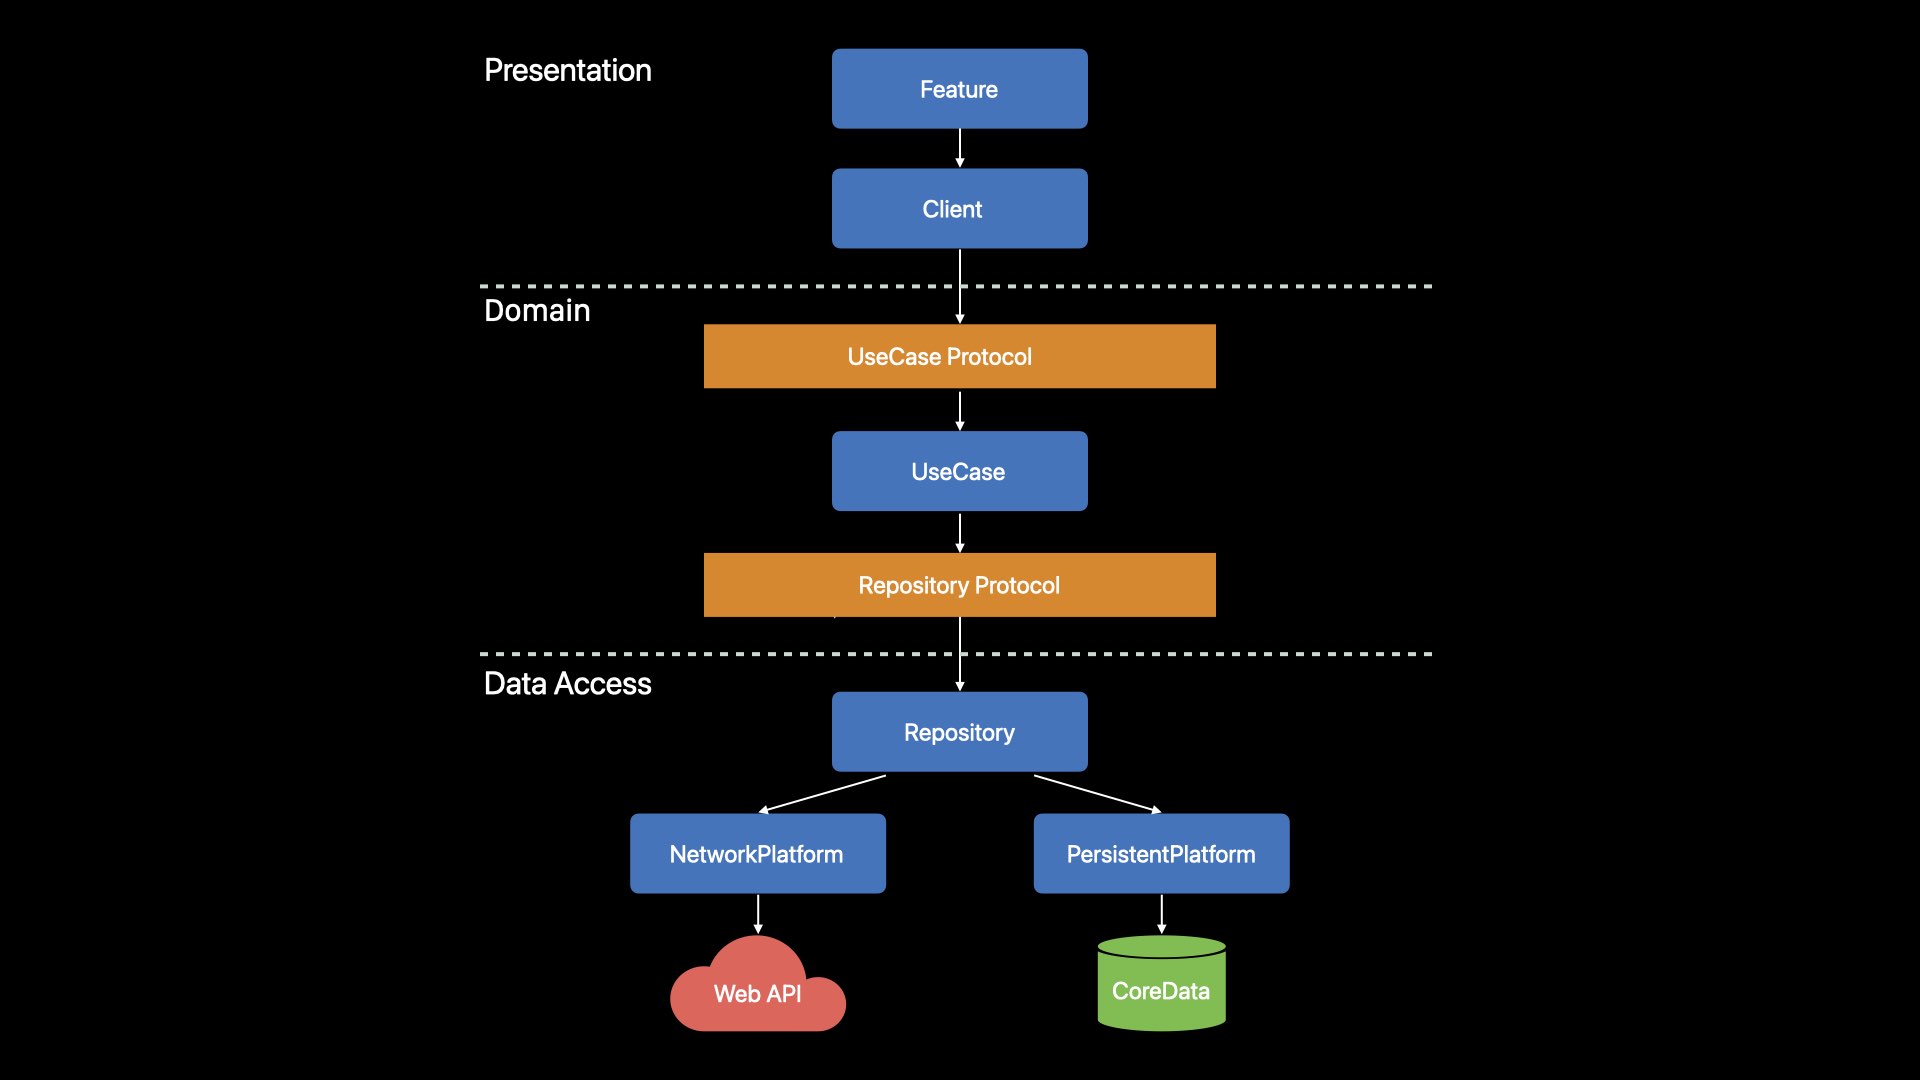 Presentation
Feature
Client
Domain
UseCase Protocol
UseCase
Repository Protocol
Data Access
Repository
NetworkPlatform
PersistentPlatform
Web API
CoreData